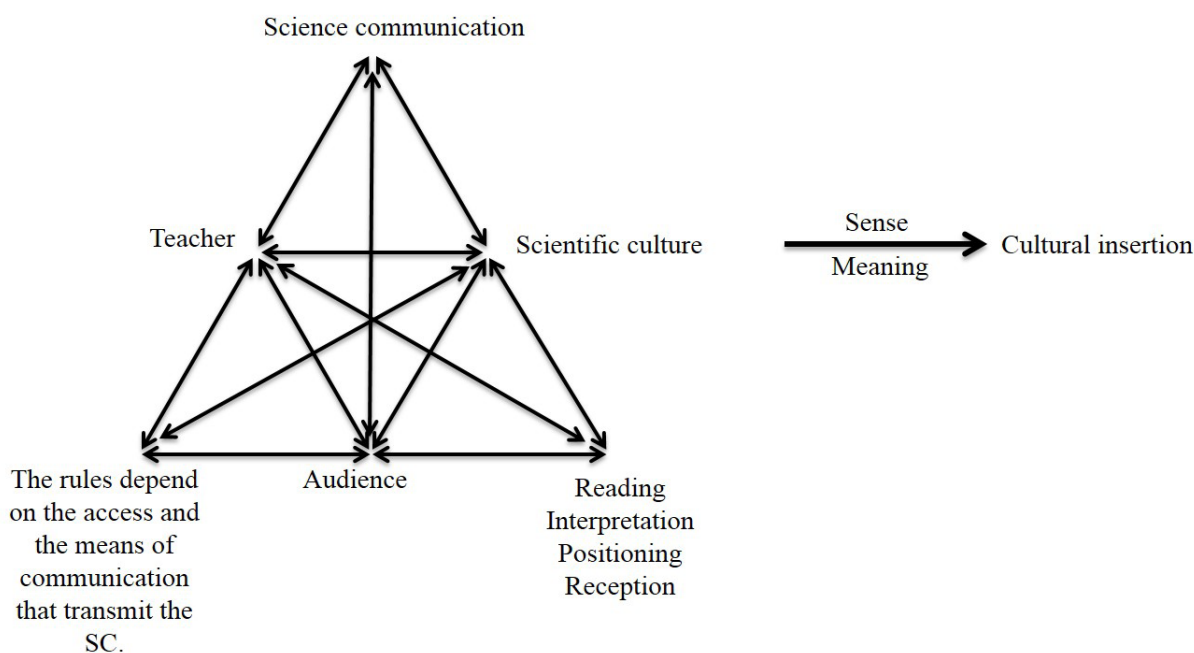 Science communication
Teacher
Scientific culture
Sense
Meaning
Cultural insertion
The rules depend
on the access and
the means of
communication
that transmit the
SC.
Audience
Reading
Interpretation
Positioning
Reception